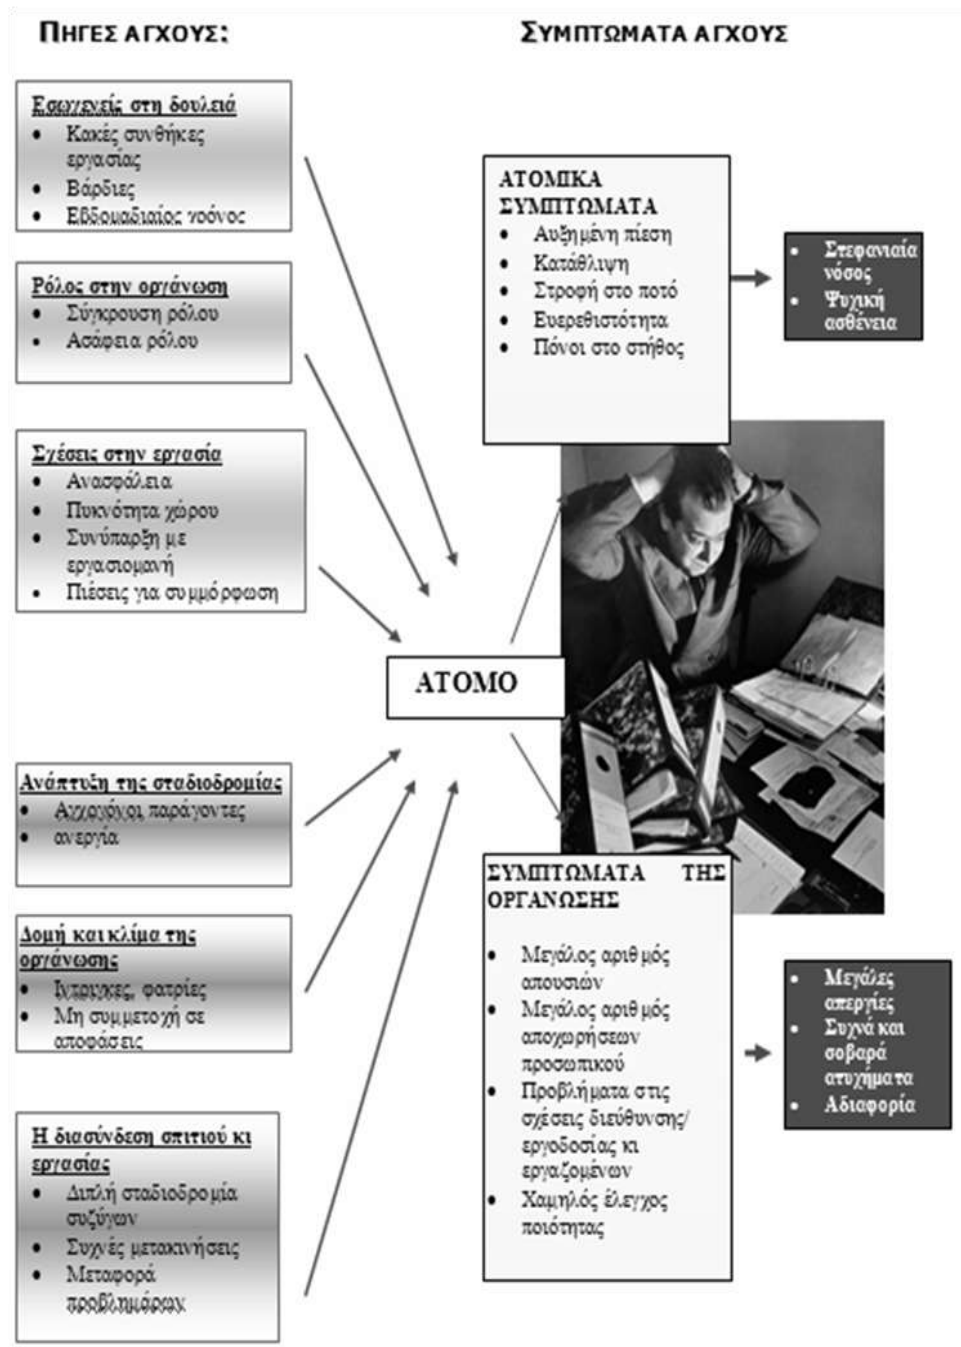 ΠΗΓΕΣ ΑΓΧΟΥΣ:
Εσωγενείς στη δουλειά
• Κακές συνθήκες
εργασίας
• Βάρδιες
• Εβδομαδιαίος χρόνος
Ρόλος στην οργάνωση
• Σύγκρουση ρόλου
• Ασάφεια ρόλου
Σχέσεις στην εργασία
• Ανασφάλεια
• Πυκνότητα χώρου
• Συνύπαρξη με
εργασιομανή
• Πιέσεις για συμμόρφωση
Ανάπτυξη της σταδιοδρομίας
• Αγχογόνοι παράγοντες
• ανεργία
Δομή και κλίμα της
οργάνωσης
• Ιντριγκες, φατρίες
• Μη συμμετοχή σε
αποφάσεις
Η διασύνδεση σπιτιού κι
εργασίας
• Διπλή σταδιοδρομία
συζύγων
• Συχνές μετακινήσεις
• Μεταφορά
προβλημάρων
ΑΤΟΜΟ
ΣΥΜΠΤΩΜΑΤΑ ΑΓΧΟΥΣ
ΑΤΟΜΙΚΑ
ΣΥΜΠΤΩΜΑΤΑ
• Αυξημένη πίεση
• Κατάθλιψη
• Στροφή στο ποτό
• Ευερεθιστότητα
• Πόνοι στο στήθος
• Στεφανιαία
νόσος
• Ψυχική
ασθένεια
ΣΥΜΠΤΩΜΑΤΑ ΤΗΣ
ΟΡΓΑΝΩΣΗΣ
• Μεγάλος αριθμός
απουσιών
• Μεγάλος αριθμός
αποχωρήσεων
προσωπικού
• Προβλήματα στις
σχέσεις διεύθυνσης/
εργοδοσίας κι
εργαζομένων
• Χαμηλός έλεγχος
ποιότητας
• Μεγάλες
απεργίες
• Συχνά και
σοβαρά
ατυχήματα
• Αδιαφορία